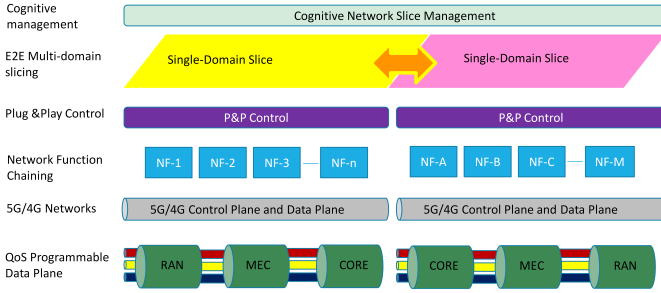 Cognitive
management
Cognitive Network Slice Management
E2E Multi-domain
slicing
Single-Domain Slice
Single-Domain Slice
Plug &Play Control
P&P Control
P&P Control
Network Function
Chaining
NF-1
NF-2
NF-3
NF-n
NF-A
NF-B
NF-C
NF-M
5G/4G Networks
5G/4G Control Plane and Data Plane
5G/4G Control Plane and Data Plane
QoS Programmable
Data Plane
RAN
MEC
CORE
CORE
MEC
RAN